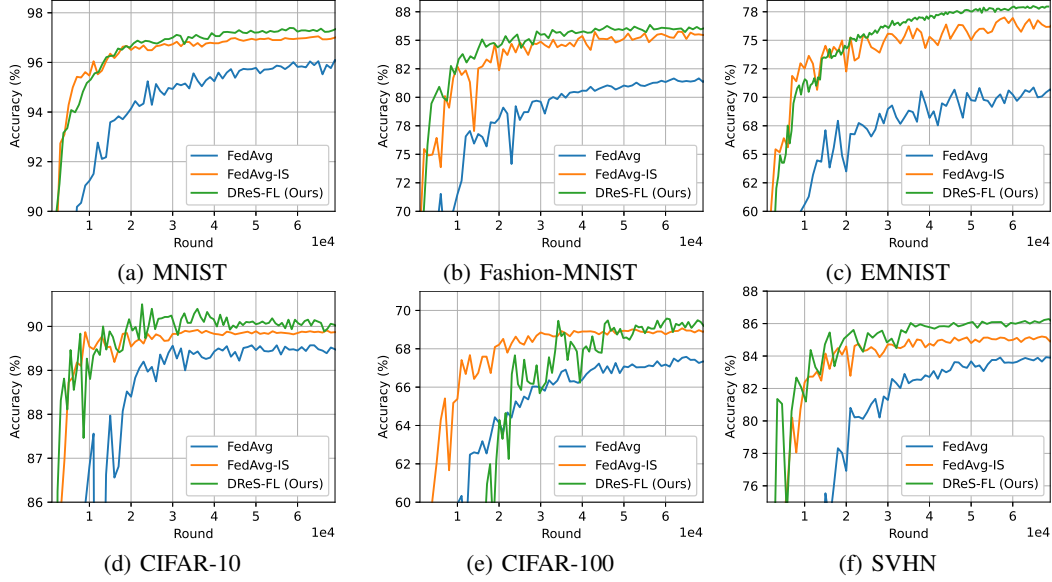 98
96
94
92
90
Accuracy (%)
FedAvg
FedAvg-IS
DReS-FL (Ours)
1 2 3 4 5 6
Round
1e4
(a) MNIST
88
85
82
80
78
75
72
70
Accuracy (%)
FedAvg
FedAvg-IS
DReS-FL (Ours)
1 2 3 4 5 6
Round
1e4
(b) Fashion-MNIST
78
75
72
70
68
65
62
60
Accuracy (%)
FedAvg
FedAvg-IS
DReS-FL (Ours)
1 2 3 4 5 6
Round
1e4
(c) EMNIST
90
89
88
87
86
Accuracy (%)
FedAvg
FedAvg-IS
DReS-FL (Ours)
1 2 3 4 5 6
Round
1e4
(d) CIFAR-10
70
68
66
64
62
60
Accuracy (%)
FedAvg
FedAvg-IS
DReS-FL (Ours)
1 2 3 4 5 6
Round
1e4
(e) CIFAR-100
88
86
84
82
80
78
76
Accuracy (%)
FedAvg
FedAvg-IS
DReS-FL (Ours)
1 2 3 4 5 6
Round
1e4
(f) SVHN